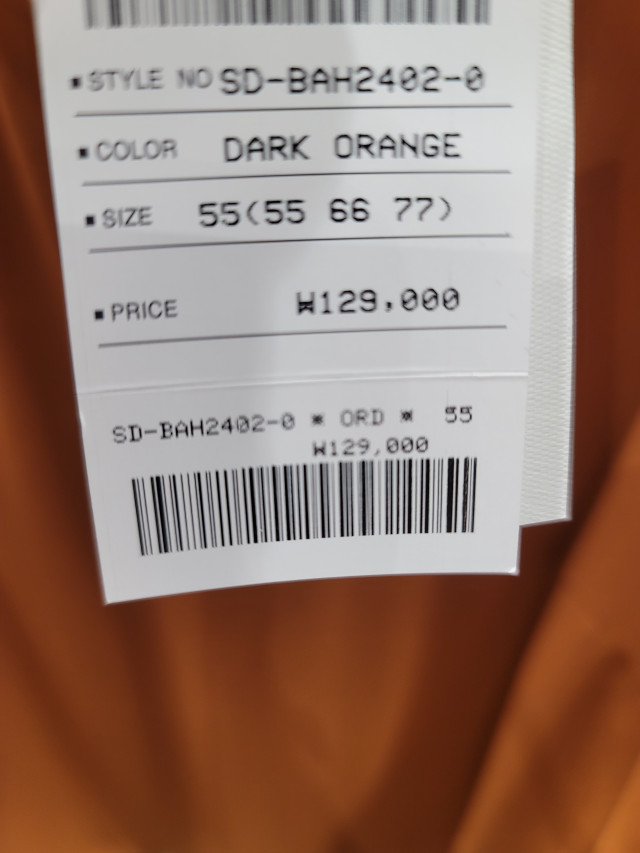 ▪ STYLE NO SD-BAH2402-0
▪ COLOR DARK ORANGE
▪ SIZE 55(55 66 77)
▪ PRICE ₩129,000
SD-BAH2402-0 * ORD * 55
₩129,000